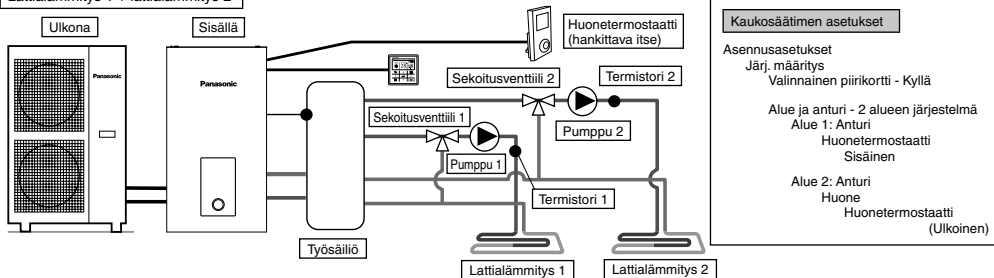 Lattialämmitys 1 + lattialämmitys 2
Ulkona
Sisällä
Panasonic
Panasonic
Huonetermostaatti
(hankittava itse)
Sekoitusventtiili 2
Termistori 2
Sekoitusventtiili 1
Pumppu 2
Pumppu 1
Termistori 1
Työsäiliö
Lattialämmitys 1
Lattialämmitys 2
Kaukosäätimen asetukset
Asennusasetukset
Järj. määritys
Valinnainen piirikortti - Kyllä
Alue ja anturi - 2 alueen järjestelmä
Alue 1: Anturi
Huonetermostaatti
Sisäinen
Alue 2: Anturi
Huone
Huonetermostaatti
(Ulkoinen)